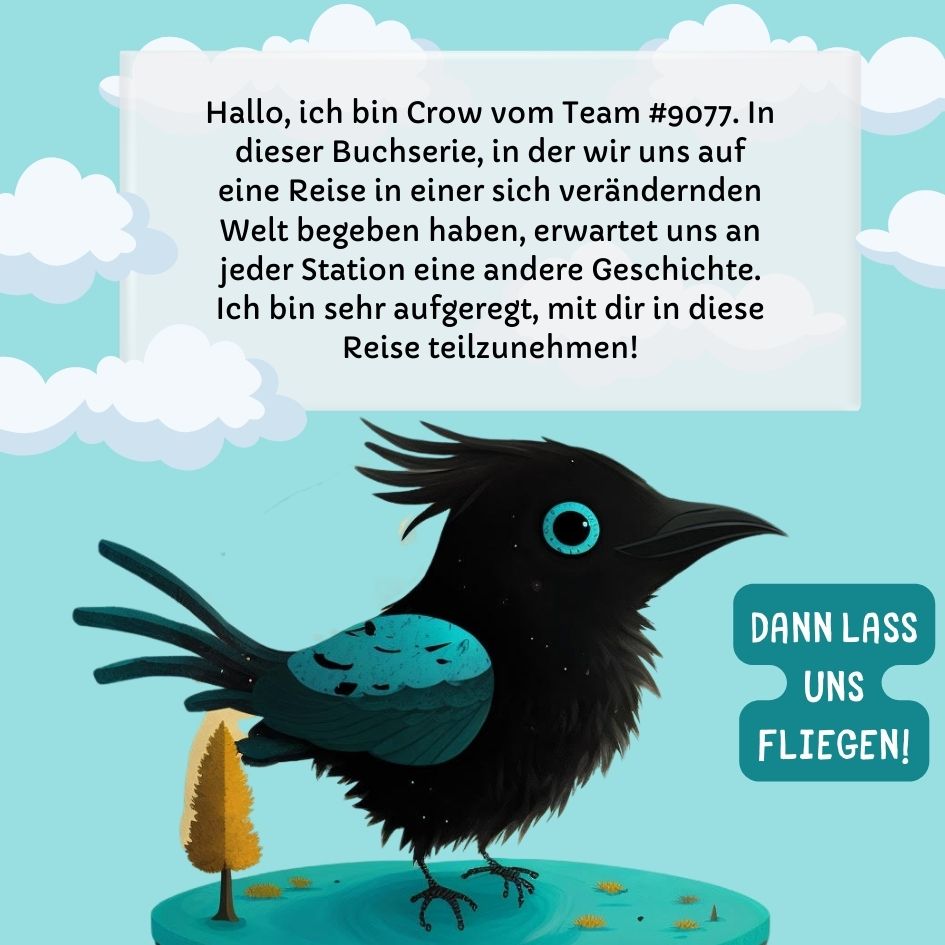 Hallo, ich bin Crow vom Team #9077. In
dieser Buchserie, in der wir uns auf
eine Reise in einer sich verändernden
Welt begeben haben, erwartet uns an
jeder Station eine andere Geschichte.
Ich bin sehr aufgeregt, mit dir in diese
Reise teilzunehmen!
DANN LASS
UNS
FLIEGEN!